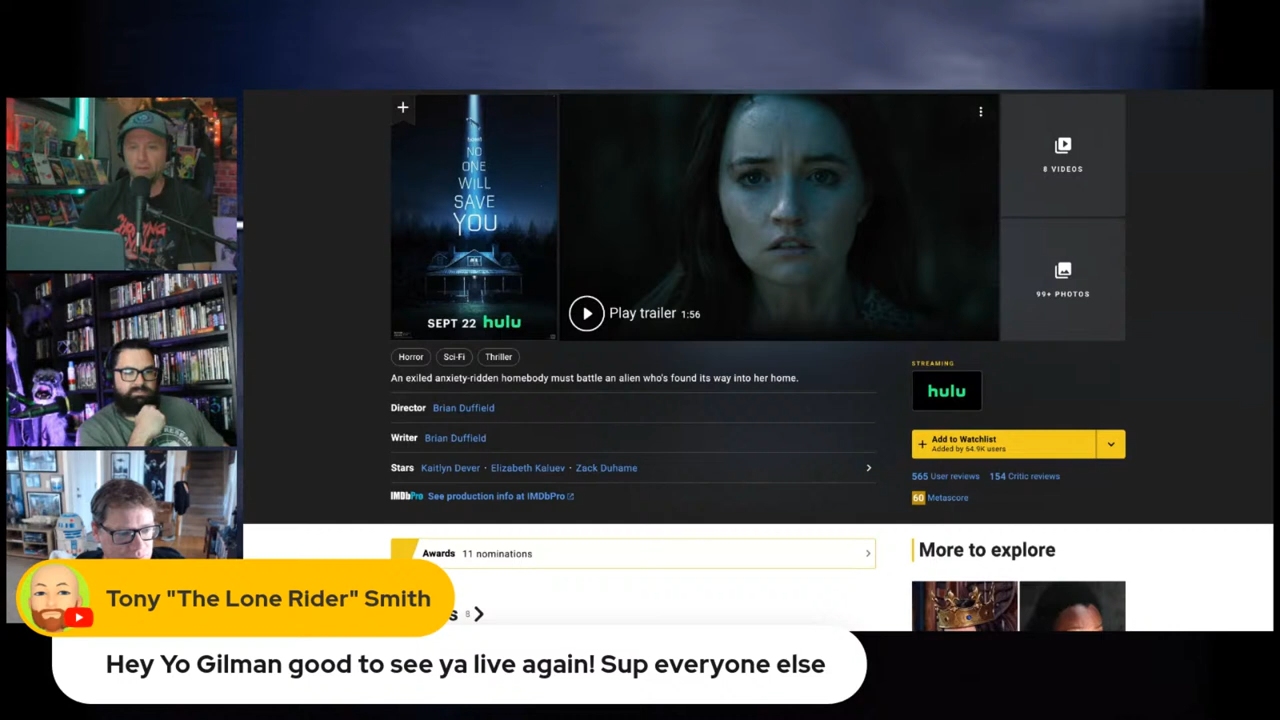 NO
ONE
WILL
SAVE
YOU
SEPT 22 hulu
Play trailer 1:56
8 VIDEOS
99+ PHOTOS
Horror Sci-Fi Thriller
An exiled anxiety-ridden homebody must battle an alien who's found its way into her home.
Director Brian Duffield
Writer Brian Duffield
Stars Kaitlyn Dever · Elizabeth Kaluev · Zack Duhame
IMDbPro See production info at IMDbPro
STREAMING
hulu
+ Add to Watchlist
Added by 64.9K users
565 User reviews 154 Critic reviews
60 Metascore
Awards 11 nominations
More to explore
s 8
Tony "The Lone Rider" Smith
Hey Yo Gilman good to see ya live again! Sup everyone else